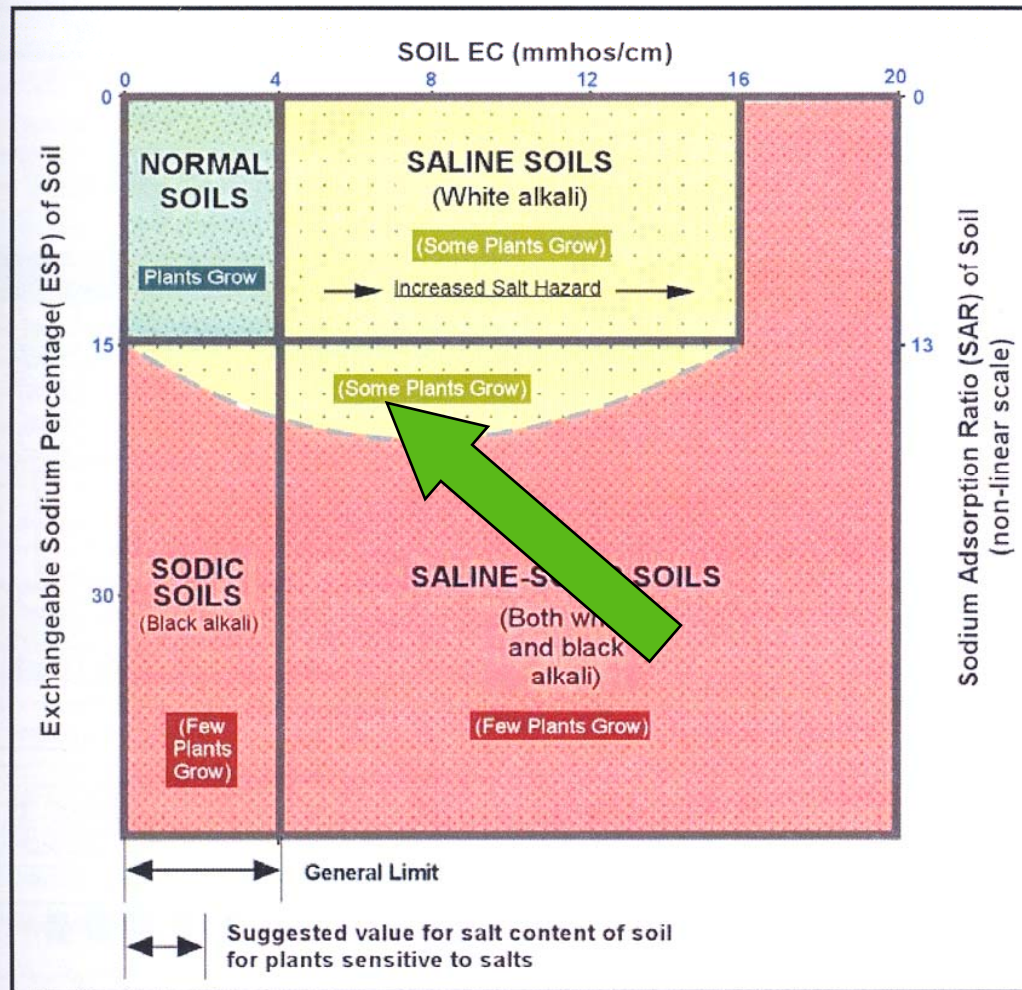 SOIL EC (mmhos/cm)
0 4 8 12 16 20
0 0
NORMAL
SOILS
Plants Grow
SALINE SOILS
(White alkali)
(Some Plants Grow)
Increased Salt Hazard
15 13
(Some Plants Grow)
Exchangeable Sodium Percentage( ESP) of Soil
Sodium Adsorption Ratio (SAR) of Soil
(non-linear scale)
30
SODIC
SOILS
(Black alkali)
(Few
Plants
Grow)
SALINE- SOILS
(Both
and black
alkali)
(Few Plants Grow)
General Limit
Suggested value for salt content of soil
for plants sensitive to salts